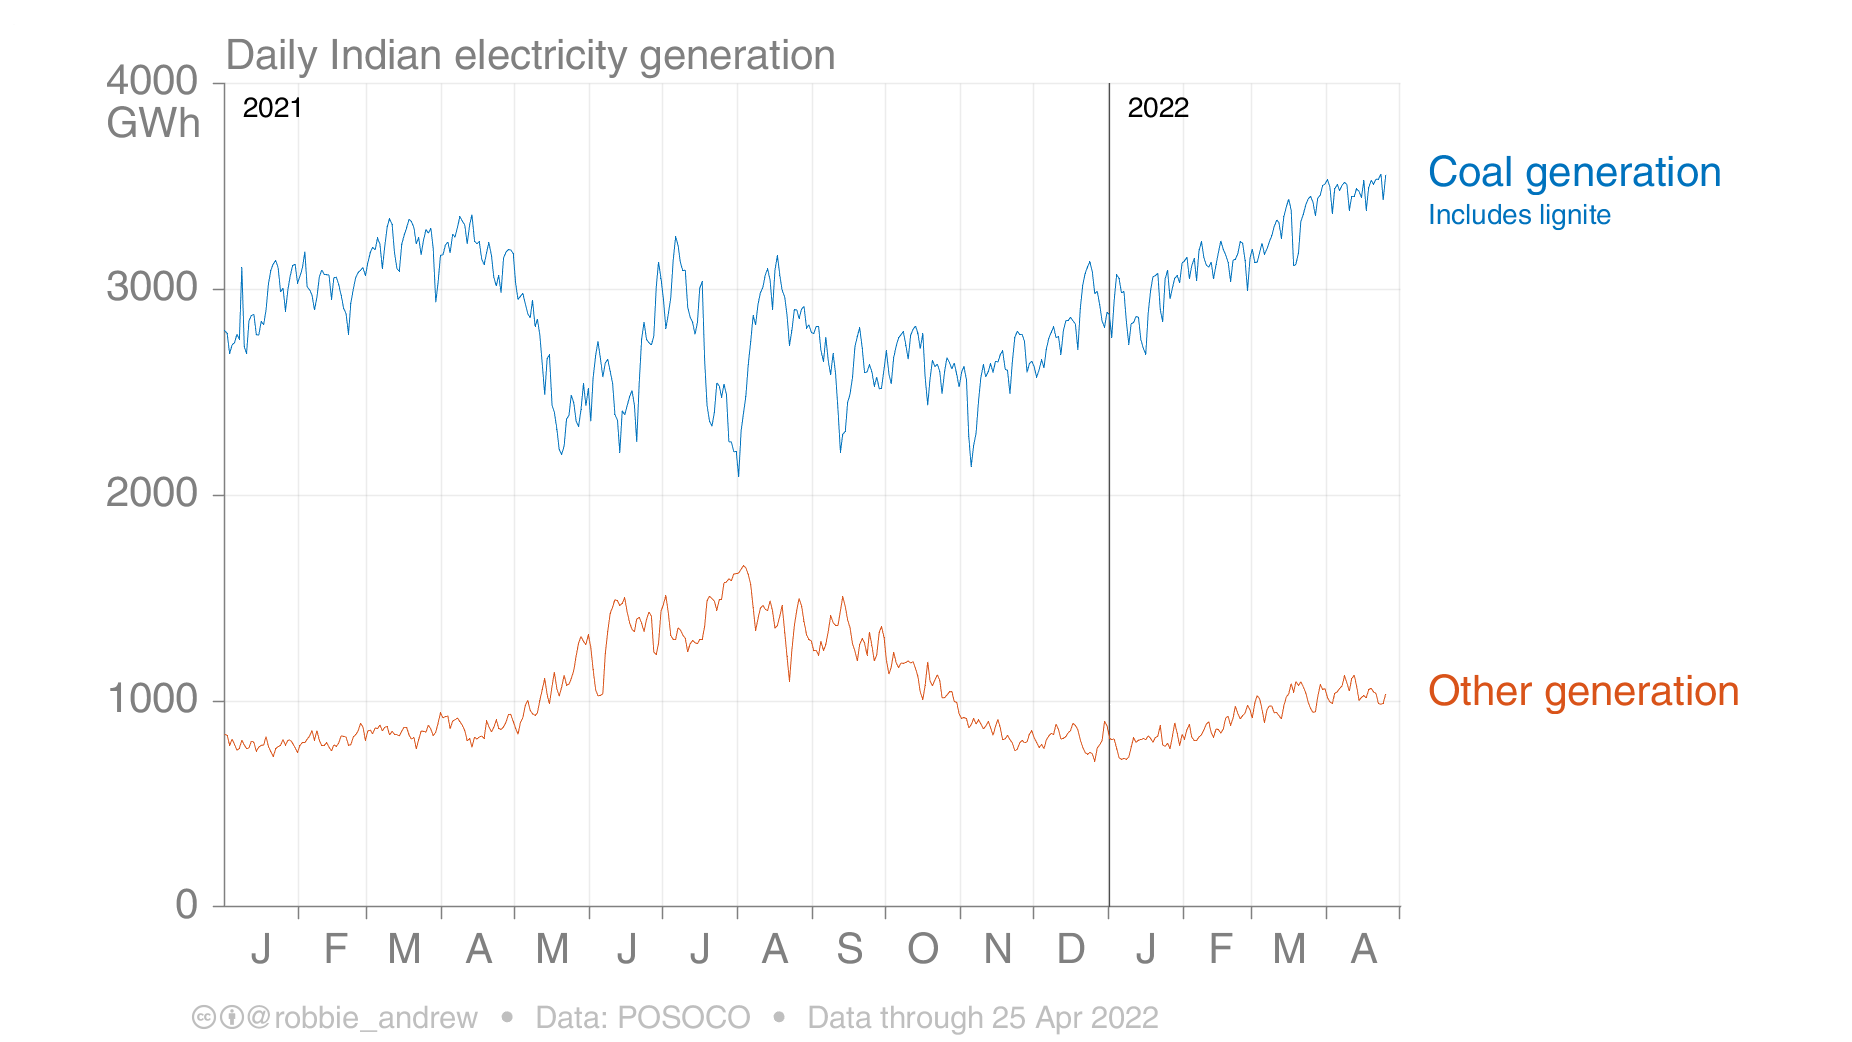 Daily Indian electricity generation
4000
GWh
2021
2022
Coal generation
Includes lignite
3000
2000
1000
Other generation
0
J F M A M J J A S O N D J F M A
cc @robbie_andrew • Data: POSOCO • Data through 25 Apr 2022